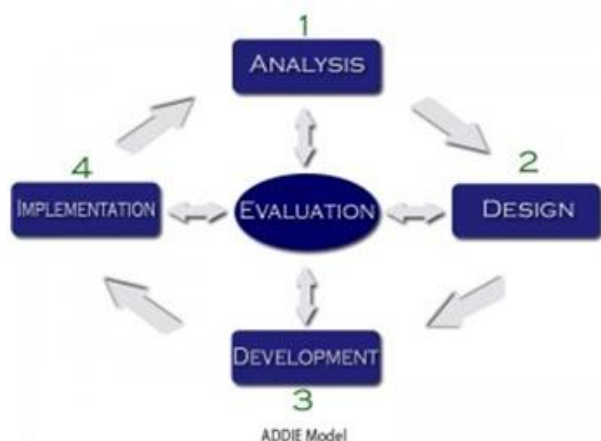 1
ANALYSIS
2
DESIGN
4
IMPLEMENTATION
EVALUATION
DEVELOPMENT
3
ADDIE Model